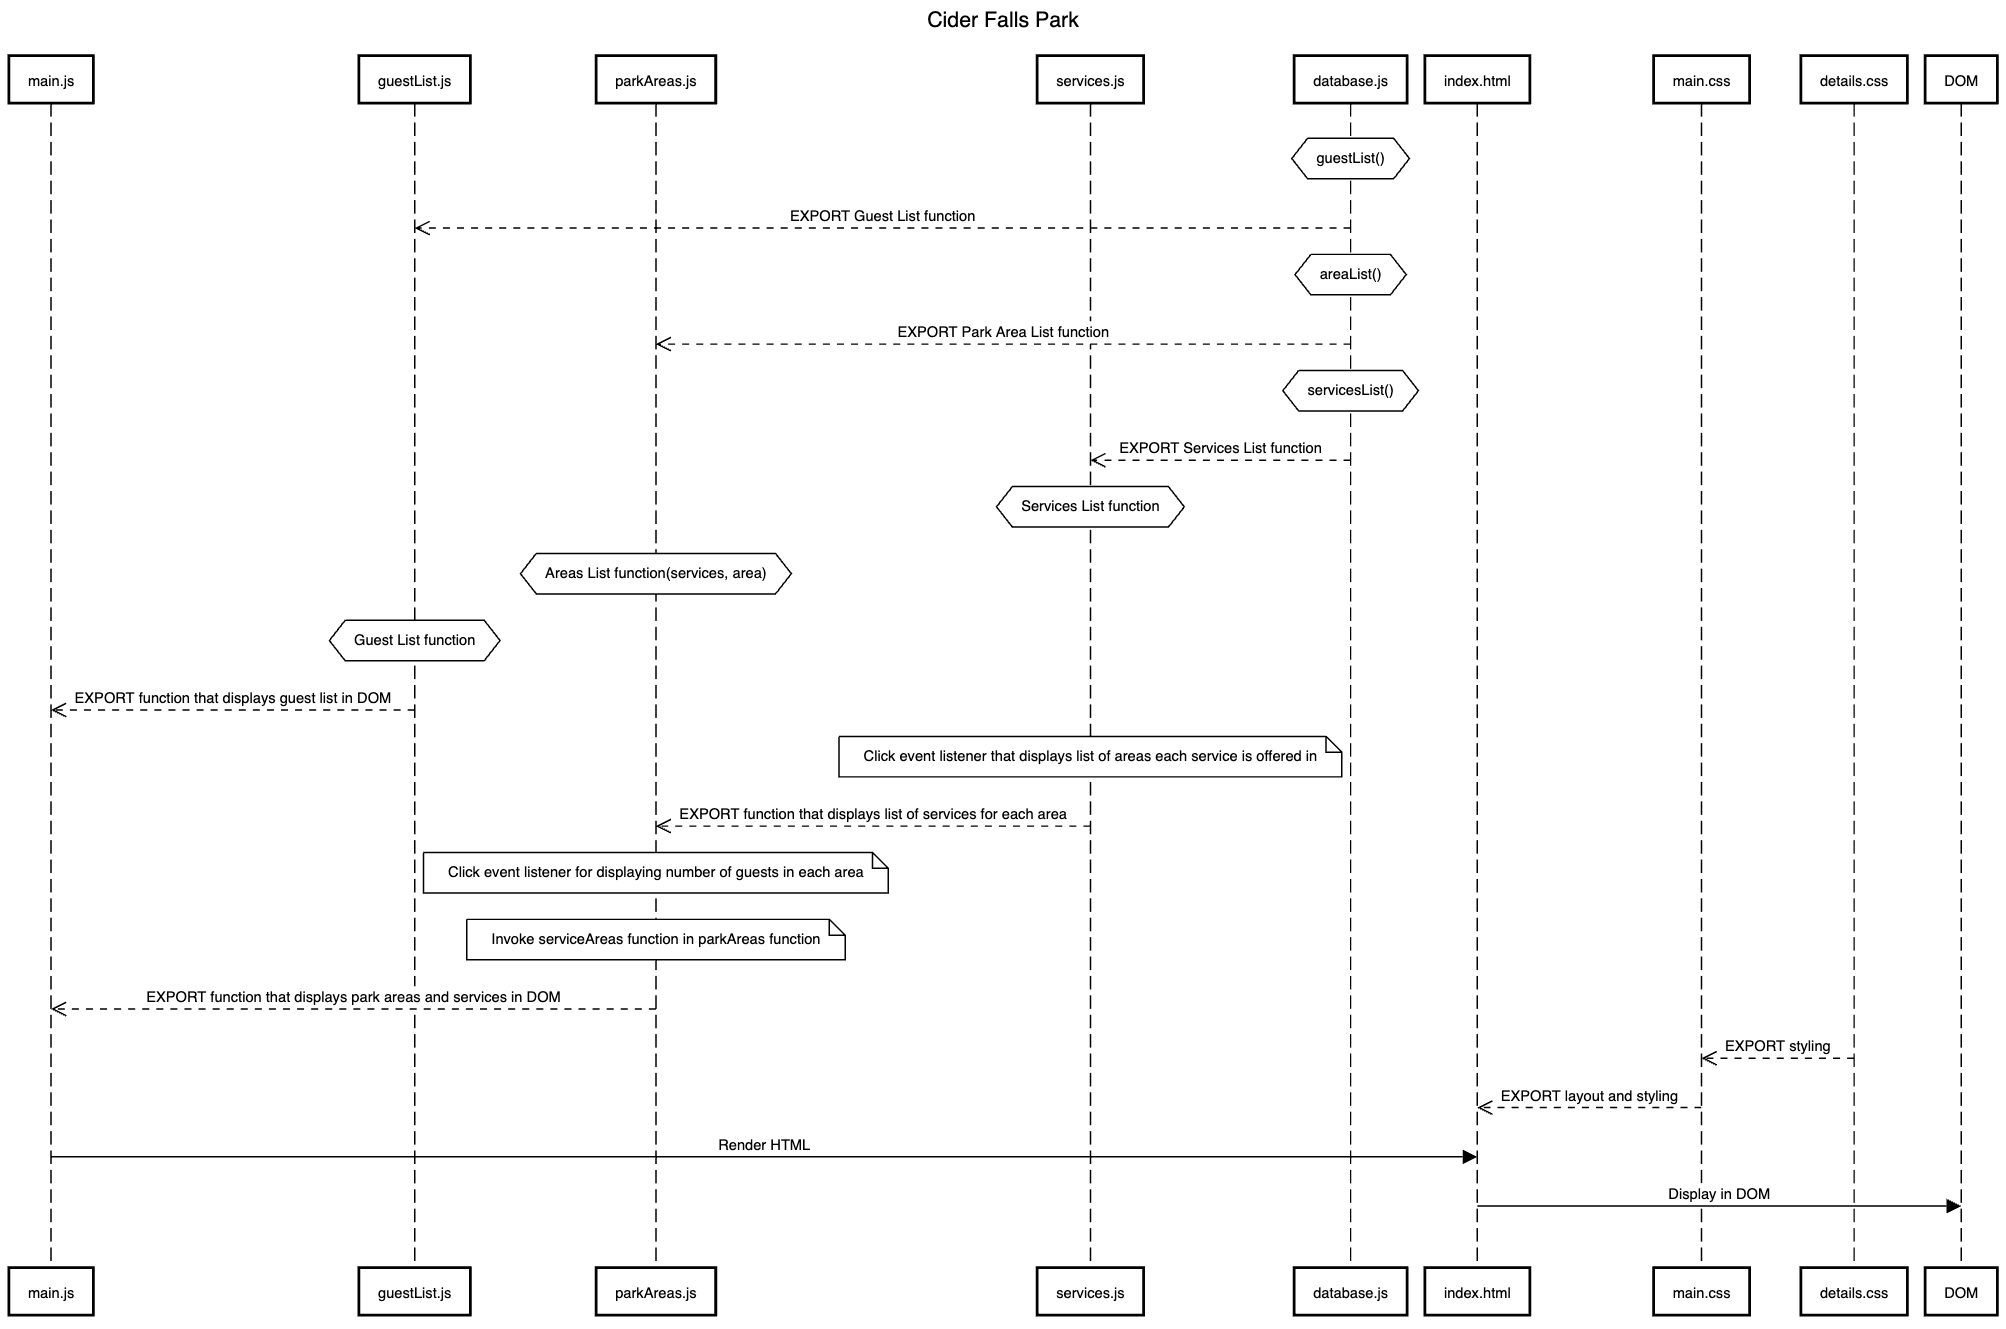 Cider Falls Park
main.js
guestList.js
parkAreas.js
services.js
database.js
index.html
main.css
details.css
DOM
guestList()
EXPORT Guest List function
areaList()
EXPORT Park Area List function
servicesList()
EXPORT Services List function
Services List function
Areas List function(services, area)
Guest List function
EXPORT function that displays guest list in DOM
Click event listener that displays list of areas each service is offered in
EXPORT function that displays list of services for each area
Click event listener for displaying number of guests in each area
Invoke serviceAreas function in parkAreas function
EXPORT function that displays park areas and services in DOM
EXPORT styling
EXPORT layout and styling
Render HTML
Display in DOM
main.js
guestList.js
parkAreas.js
services.js
database.js
index.html
main.css
details.css
DOM